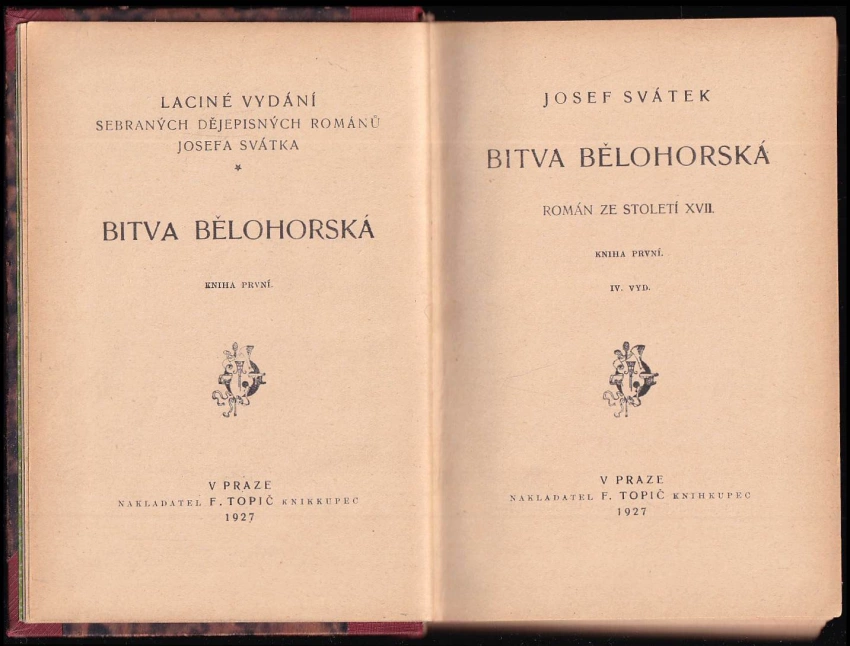 LACINÉ VYDÁNÍ
SEBRANÝCH DĚJEPISNÝCH ROMÁNŮ
JOSEFA SVÁTKA
*
BITVA BĚLOHORSKÁ
KNIHA PRVNÍ.
V PRAZE
NAKLADATEL F. TOPIČ KNIKKUPEC
1927
JOSEF SVÁTEK
BITVA BĚLOHORSKÁ
ROMÁN ZE STOLETÍ XVII.
KNIHA PRVNÍ.
IV. VYD.
V PRAZE
NAKLADATEL F. TOPIČ KNIHKUPEC
1927